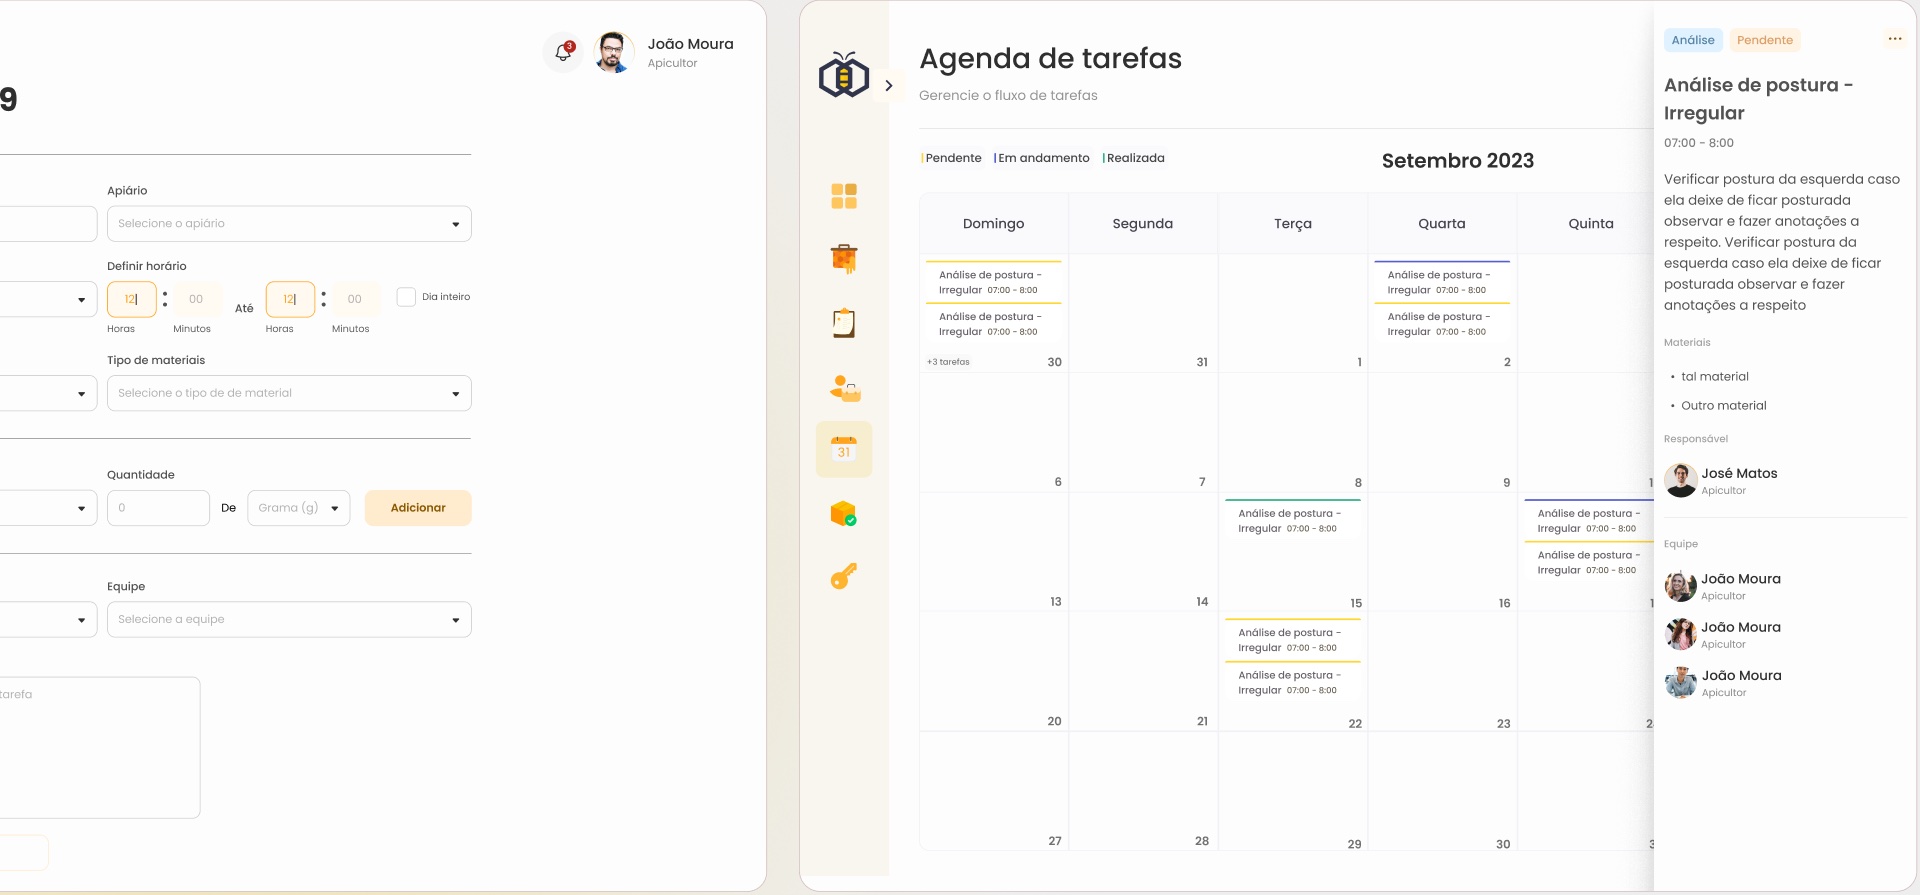 3
João Moura
Apicultor
9
Apiário
Selecione o apiário
Definir horário
12 : 00 Até 12 : 00 Dia inteiro
Horas Minutos Horas Minutos
Tipo de materiais
Selecione o tipo de de material
Quantidade
0 De Grama (g) Adicionar
Equipe
Selecione a equipe
tarefa
Agenda de tarefas
Gerencie o fluxo de tarefas
Pendente Em andamento Realizada
Setembro 2023
31
Domingo Segunda Terça Quarta Quinta
Análise de postura -
Irregular 07:00 - 8:00
Análise de postura -
Irregular 07:00 - 8:00
+3 tarefas 30
31
1
Análise de postura -
Irregular 07:00 - 8:00
Análise de postura -
Irregular 07:00 - 8:00
2
6 7 8 9
13
14
Análise de postura -
Irregular 07:00 - 8:00
15
16
Análise de postura -
Irregular 07:00 - 8:00
Análise de postura -
Irregular 07:00 - 8:00
20
21
Análise de postura -
Irregular 07:00 - 8:00
Análise de postura -
Irregular 07:00 - 8:00
22
23
27 28 29 30
Análise Pendente ...
Análise de postura -
Irregular
07:00 - 8:00
Verificar postura da esquerda caso
ela deixe de ficar posturada
observar e fazer anotações a
respeito. Verificar postura da
esquerda caso ela deixe de ficar
posturada observar e fazer
anotações a respeito
Materiais
• tal material
• Outro material
Responsável
José Matos
Apicultor
Equipe
João Moura
Apicultor
João Moura
Apicultor
João Moura
Apicultor